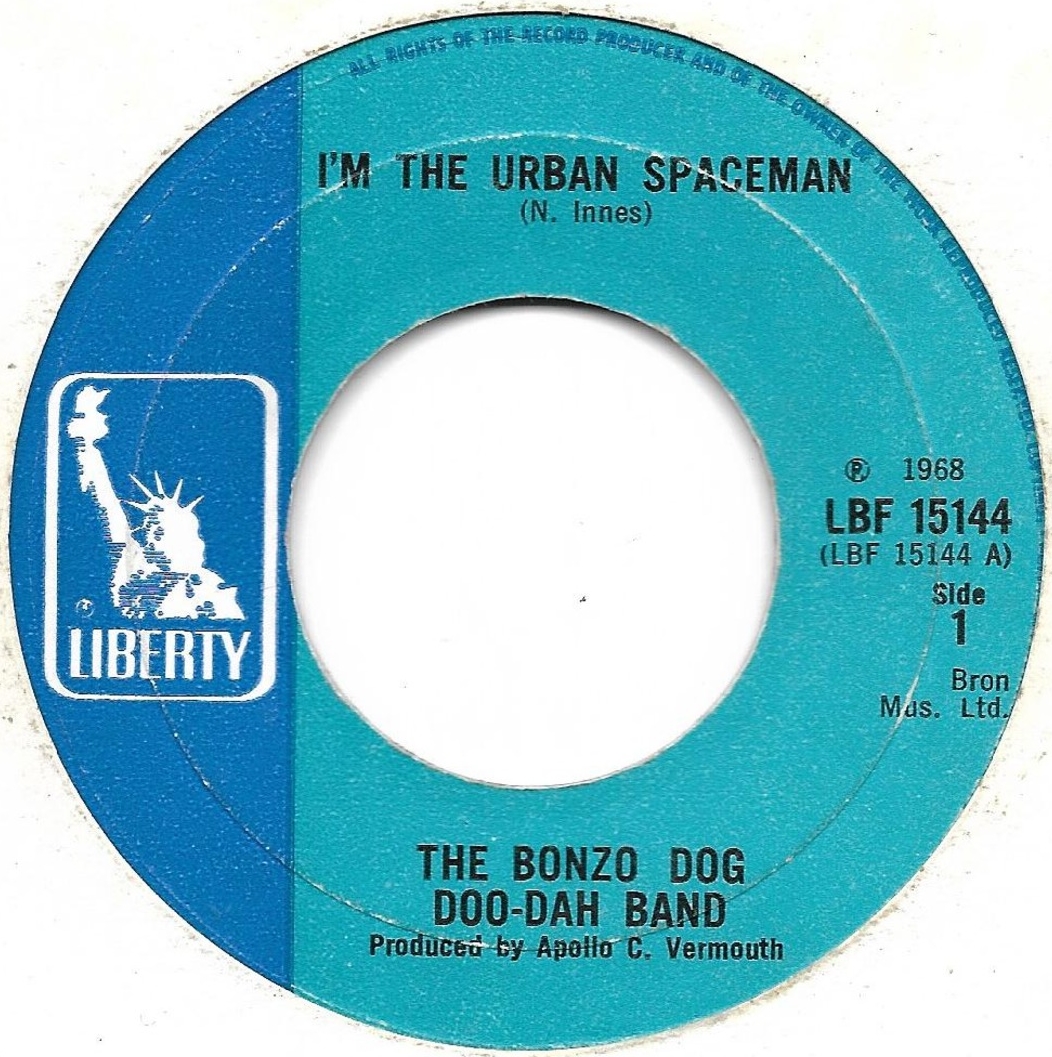 ALL RIGHTS OF THE RECORD PRODUCER AND OF THE OWNER OF THE
I'M THE URBAN SPACEMAN
(N. Innes)
Ⓟ 1968
LBF 15144
(LBF 15144 A)
Side
1
Bron
Mus. Ltd.
LIBERTY
THE BONZO DOG
DOO-DAH BAND
Produced by Apollo C. Vermouth